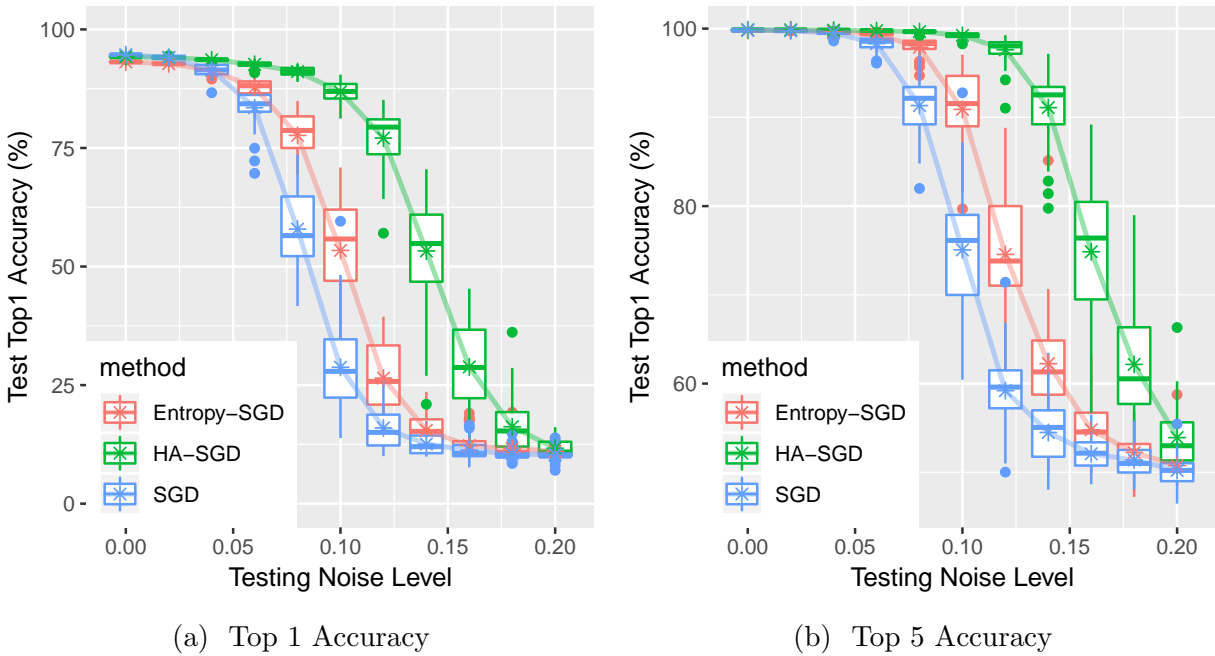 100
75
50
25
0
Test Top1 Accuracy (%)
0.00 0.05 0.10 0.15 0.20
Testing Noise Level
method
Entropy−SGD
HA−SGD
SGD
(a) Top 1 Accuracy
100
80
60
Test Top1 Accuracy (%)
0.00 0.05 0.10 0.15 0.20
Testing Noise Level
method
Entropy−SGD
HA−SGD
SGD
(b) Top 5 Accuracy